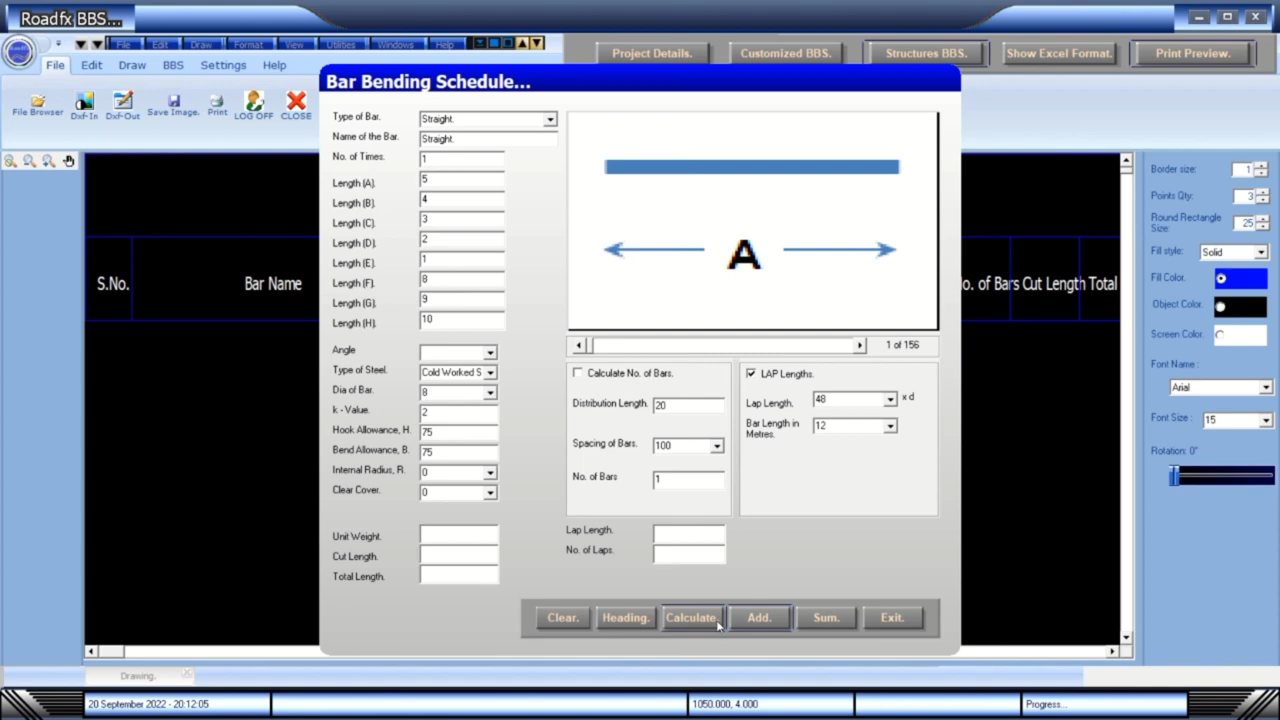 Roadfx BBS...
File Edit Draw Format View Utilities Windows Help
Project Details. Customized BBS. Structures BBS. Show Excel Format. Print Preview.
File Edit Draw BBS Settings Help
File Browser Dxf-In Dxf-Out Save Image. Print LOG OFF CLOSE
Bar Bending Schedule...
Type of Bar. Straight.
Name of the Bar. Straight.
No. of Times. 1
Length (A). 5
Length (B). 4
Length (C). 3
Length (D). 2
Length (E). 1
Length (F). 8
Length (G). 9
Length (H). 10
Angle
Type of Steel. Cold Worked S
Dia of Bar. 8
k - Value. 2
Hook Allowance, H. 75
Bend Allowance, B. 75
Internal Radius, R. 0
Clear Cover. 0
Unit Weight.
Cut Length.
Total Length.
A
1 of 156
Calculate No. of Bars.
Distribution Length. 20
Spacing of Bars. 100
No. of Bars 1
LAP Lengths.
Lap Length. 48 x d
Bar Length in
Metres. 12
Lap Length.
No. of Laps.
Clear. Heading. Calculate. Add. Sum. Exit.
S.No. Bar Name o. of Bars Cut Length Total
Border size: 1
Points Qty: 3
Round Rectangle
Size: 25
Fill style: Solid
Fill Color.
Object Color.
Screen Color.
Font Name :
Arial
Font Size : 15
Rotation: 0°
Drawing.
20 September 2022 - 20:12:05 1050.000, 4.000 Progress...